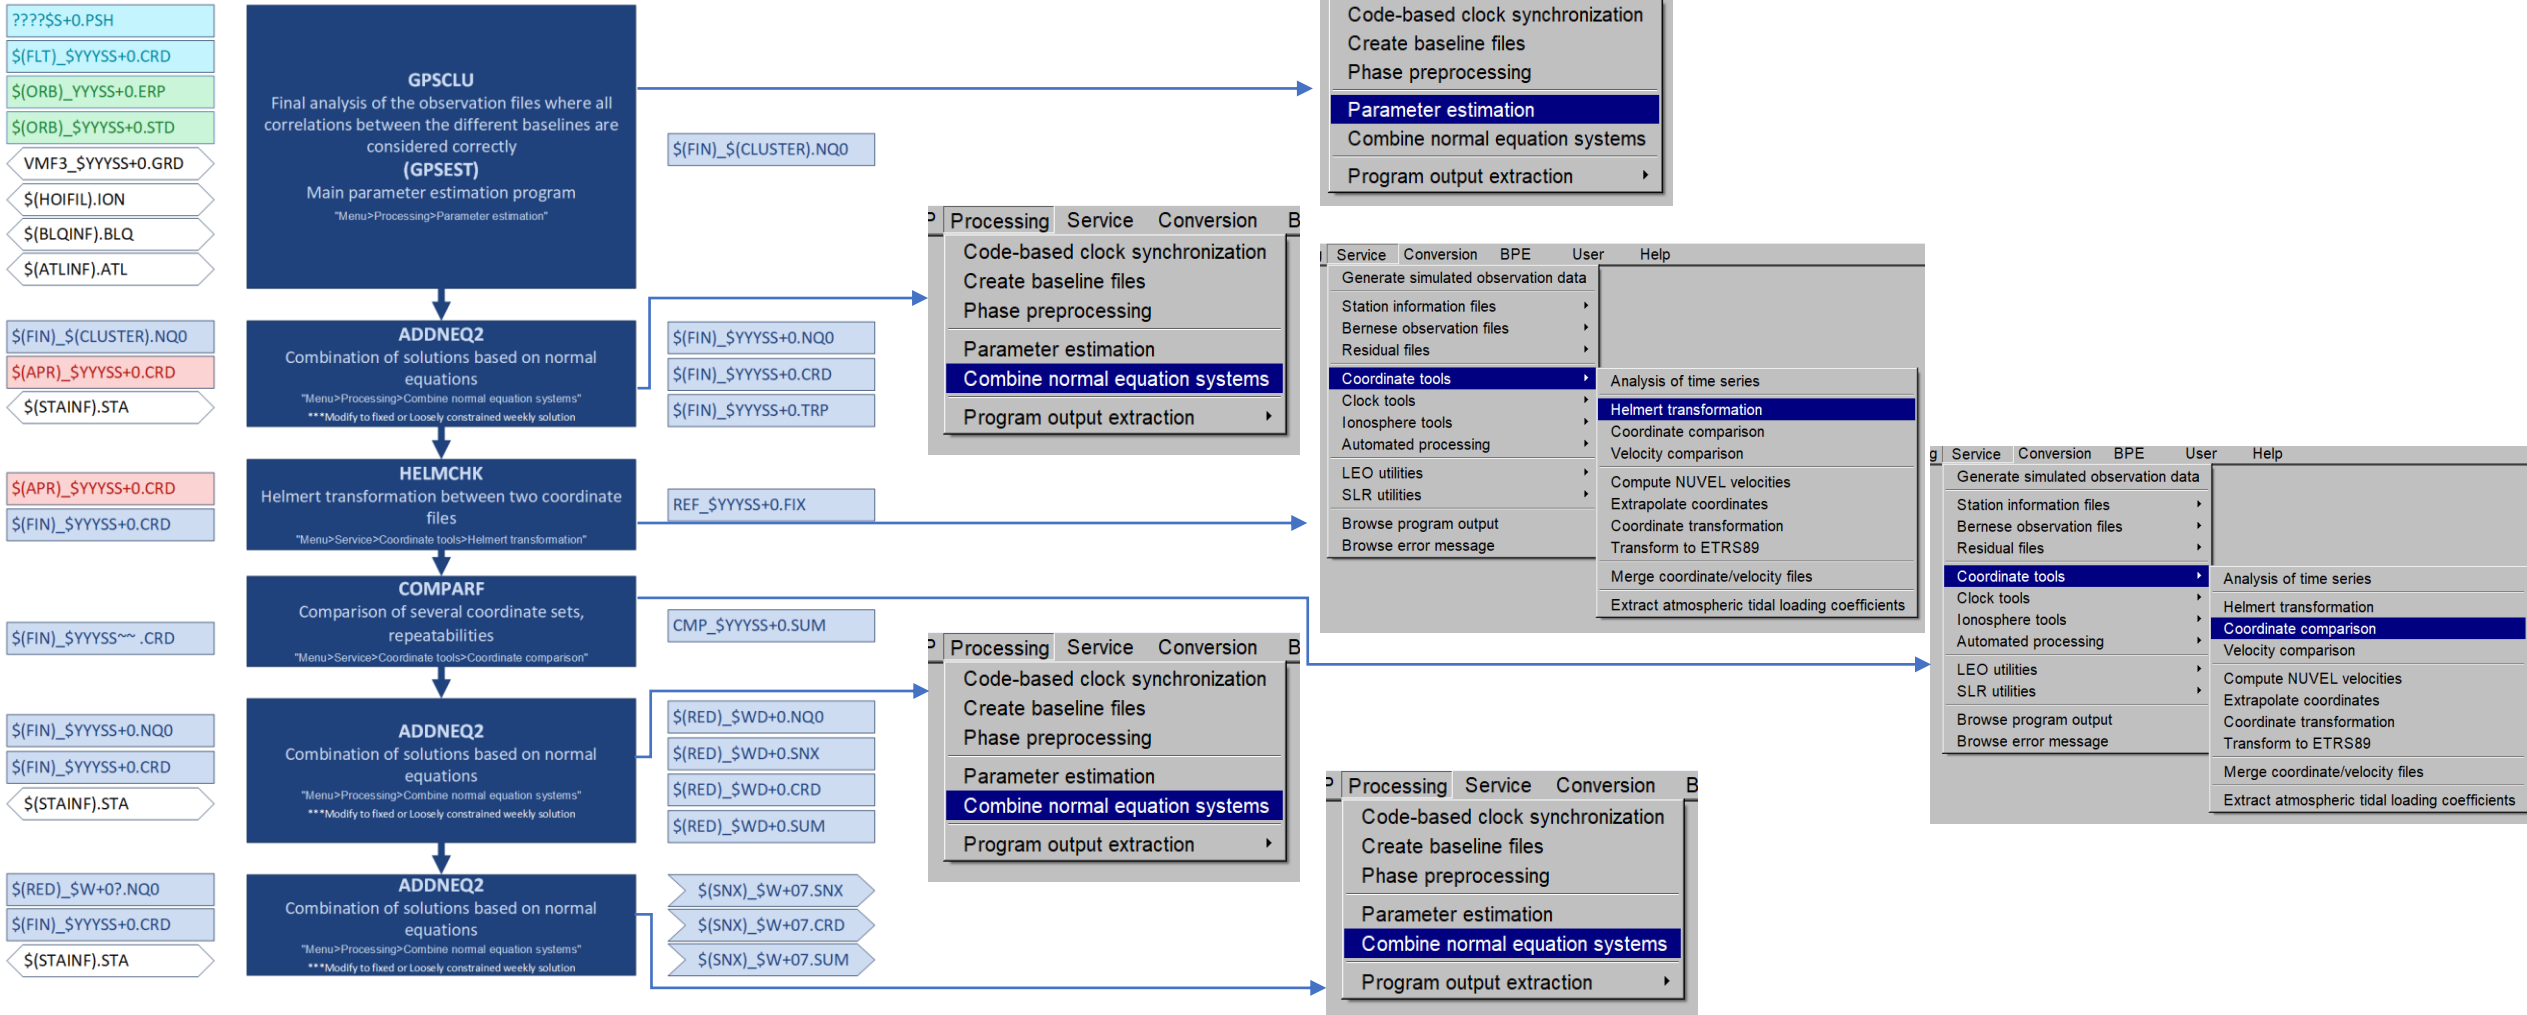 ????$S+0.PSH
$(FLT)_$YYYSS+0.CRD
$(ORB)_YYYSS+0.ERP
$(ORB)_$YYYSS+0.STD
VMF3_$YYYSS+0.GRD
$(HOIFIL).ION
$(BLQINF).BLQ
$(ATLINF).ATL
GPSCLU
Final analysis of the observation files where all
correlations between the different baselines are
considered correctly
(GPSEST)
Main parameter estimation program
"Menu>Processing>Parameter estimation"
$(FIN)_$(CLUSTER).NQ0
Code-based clock synchronization
Create baseline files
Phase preprocessing
Parameter estimation
Combine normal equation systems
Program output extraction
$(FIN)_$(CLUSTER).NQ0
$(APR)_$YYYSS+0.CRD
$(STAINF).STA
ADDNEQ2
Combination of solutions based on normal
equations
"Menu>Processing>Combine normal equation systems"
***Modify to fixed or Loosely constrained weekly solution
$(FIN)_$YYYSS+0.NQ0
$(FIN)_$YYYSS+0.CRD
$(FIN)_$YYYSS+0.TRP
P Processing Service Conversion B
Code-based clock synchronization
Create baseline files
Phase preprocessing
Parameter estimation
Combine normal equation systems
Program output extraction
$(APR)_$YYYSS+0.CRD
$(FIN)_$YYYSS+0.CRD
HELMCHK
Helmert transformation between two coordinate
files
"Menu>Service>Coordinate tools>Helmert transformation"
REF_$YYYSS+0.FIX
Service Conversion BPE User Help
Generate simulated observation data
Station information files
Bernese observation files
Residual files
Coordinate tools
Clock tools
Ionosphere tools
Automated processing
LEO utilities
SLR utilities
Browse program output
Browse error message
Analysis of time series
Helmert transformation
Coordinate comparison
Velocity comparison
Compute NUVEL velocities
Extrapolate coordinates
Coordinate transformation
Transform to ETRS89
Merge coordinate/velocity files
Extract atmospheric tidal loading coefficients
$(FIN)_$YYYSS~~ .CRD
COMPARF
Comparison of several coordinate sets,
repeatabilities
"Menu>Service>Coordinate tools>Coordinate comparison"
CMP_$YYYSS+0.SUM
g Service Conversion BPE User Help
Generate simulated observation data
Station information files
Bernese observation files
Residual files
Coordinate tools
Clock tools
Ionosphere tools
Automated processing
LEO utilities
SLR utilities
Browse program output
Browse error message
Analysis of time series
Helmert transformation
Coordinate comparison
Velocity comparison
Compute NUVEL velocities
Extrapolate coordinates
Coordinate transformation
Transform to ETRS89
Merge coordinate/velocity files
Extract atmospheric tidal loading coefficients
$(FIN)_$YYYSS+0.NQ0
$(FIN)_$YYYSS+0.CRD
$(STAINF).STA
ADDNEQ2
Combination of solutions based on normal
equations
"Menu>Processing>Combine normal equation systems"
***Modify to fixed or Loosely constrained weekly solution
$(RED)_$WD+0.NQ0
$(RED)_$WD+0.SNX
$(RED)_$WD+0.CRD
$(RED)_$WD+0.SUM
P Processing Service Conversion B
Code-based clock synchronization
Create baseline files
Phase preprocessing
Parameter estimation
Combine normal equation systems
Program output extraction
$(RED)_$W+0?.NQ0
$(FIN)_$YYYSS+0.CRD
$(STAINF).STA
ADDNEQ2
Combination of solutions based on normal
equations
"Menu>Processing>Combine normal equation systems"
***Modify to fixed or Loosely constrained weekly solution
$(SNX)_$W+07.SNX
$(SNX)_$W+07.CRD
$(SNX)_$W+07.SUM
P Processing Service Conversion B
Code-based clock synchronization
Create baseline files
Phase preprocessing
Parameter estimation
Combine normal equation systems
Program output extraction